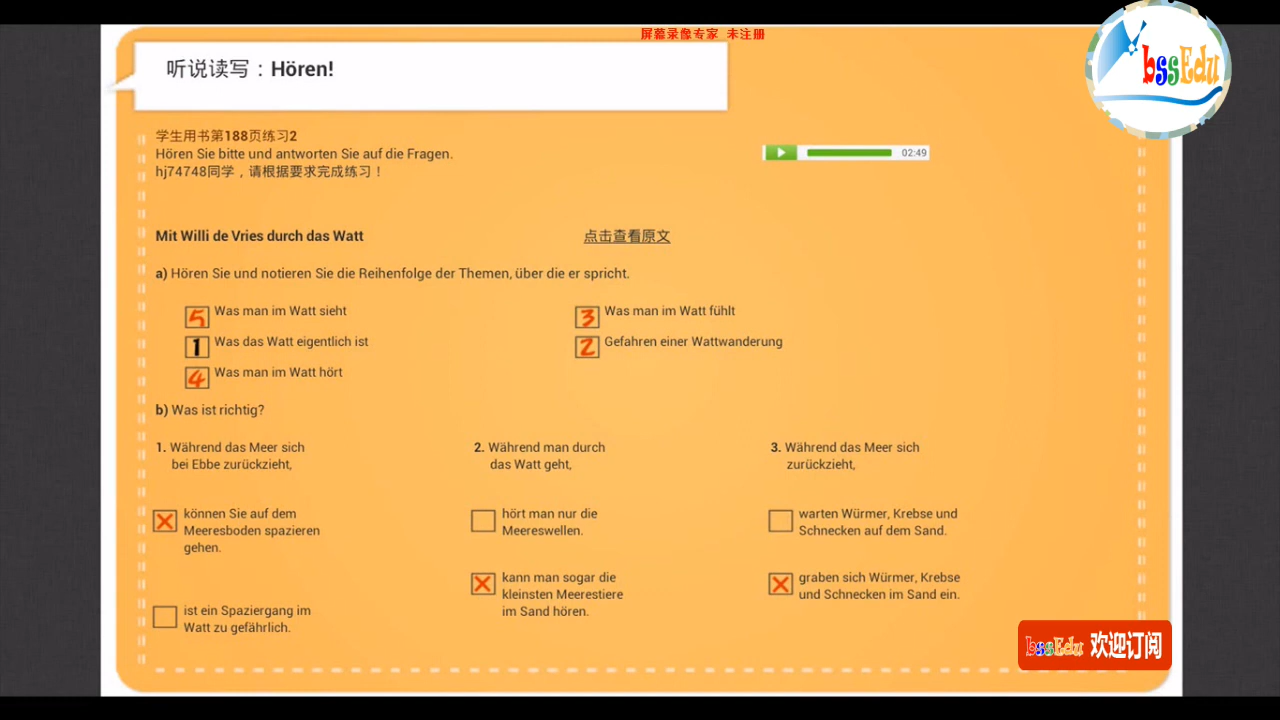 屏幕录像专家 未注册
bssEdu
听说读写：Hören!
学生用书第188页练习2
Hören Sie bitte und antworten Sie auf die Fragen.
hj74748同学，请根据要求完成练习！
02:49
Mit Willi de Vries durch das Watt
点击查看原文
a) Hören Sie und notieren Sie die Reihenfolge der Themen, über die er spricht.
5 Was man im Watt sieht
3 Was man im Watt fühlt
1 Was das Watt eigentlich ist
2 Gefahren einer Wattwanderung
4 Was man im Watt hört
b) Was ist richtig?
1. Während das Meer sich
bei Ebbe zurückzieht,
X können Sie auf dem
Meeresboden spazieren
gehen.
ist ein Spaziergang im
Watt zu gefährlich.
2. Während man durch
das Watt geht,
hört man nur die
Meereswellen.
X kann man sogar die
kleinsten Meerestiere
im Sand hören.
3. Während das Meer sich
zurückzieht,
warten Würmer, Krebse und
Schnecken auf dem Sand.
X graben sich Würmer, Krebse
und Schnecken im Sand ein.
bssEdu 欢迎订阅